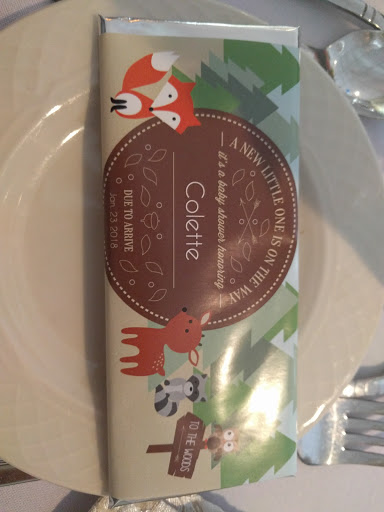 A NEW LITTLE ONE IS ON THE WAY
— it's a baby shower honoring —
Colette
DUE TO ARRIVE
Jan. 23, 2018
TO THE WOODS